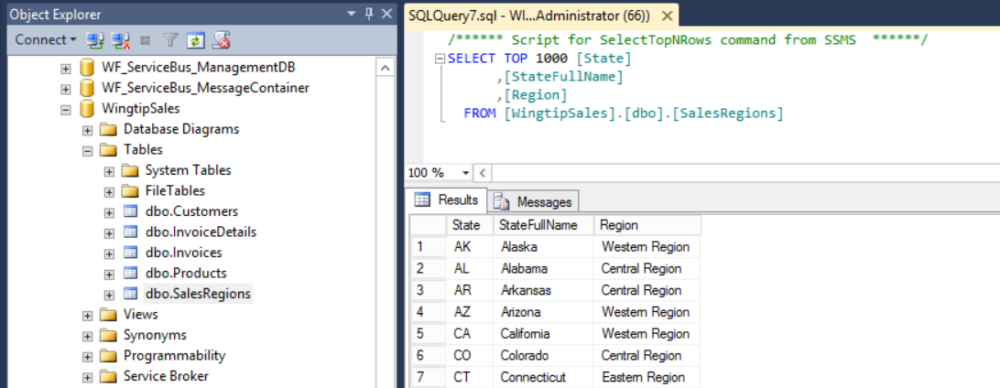 Object Explorer
Connect
WF_ServiceBus_ManagementDB
WF_ServiceBus_MessageContainer
WingtipSales
Database Diagrams
Tables
System Tables
FileTables
dbo.Customers
dbo.InvoiceDetails
dbo.Invoices
dbo.Products
dbo.SalesRegions
Views
Synonyms
Programmability
Service Broker
SQLQuery7.sql - WI...Administrator (66))
/****** Script for SelectTopNRows command from SSMS ******/
SELECT TOP 1000 [State]
,[StateFullName]
,[Region]
FROM [WingtipSales].[dbo].[SalesRegions]
100 %
Results Messages
State StateFullName Region
1 AK Alaska Western Region
2 AL Alabama Central Region
3 AR Arkansas Central Region
4 AZ Arizona Western Region
5 CA California Western Region
6 CO Colorado Central Region
7 CT Connecticut Eastern Region